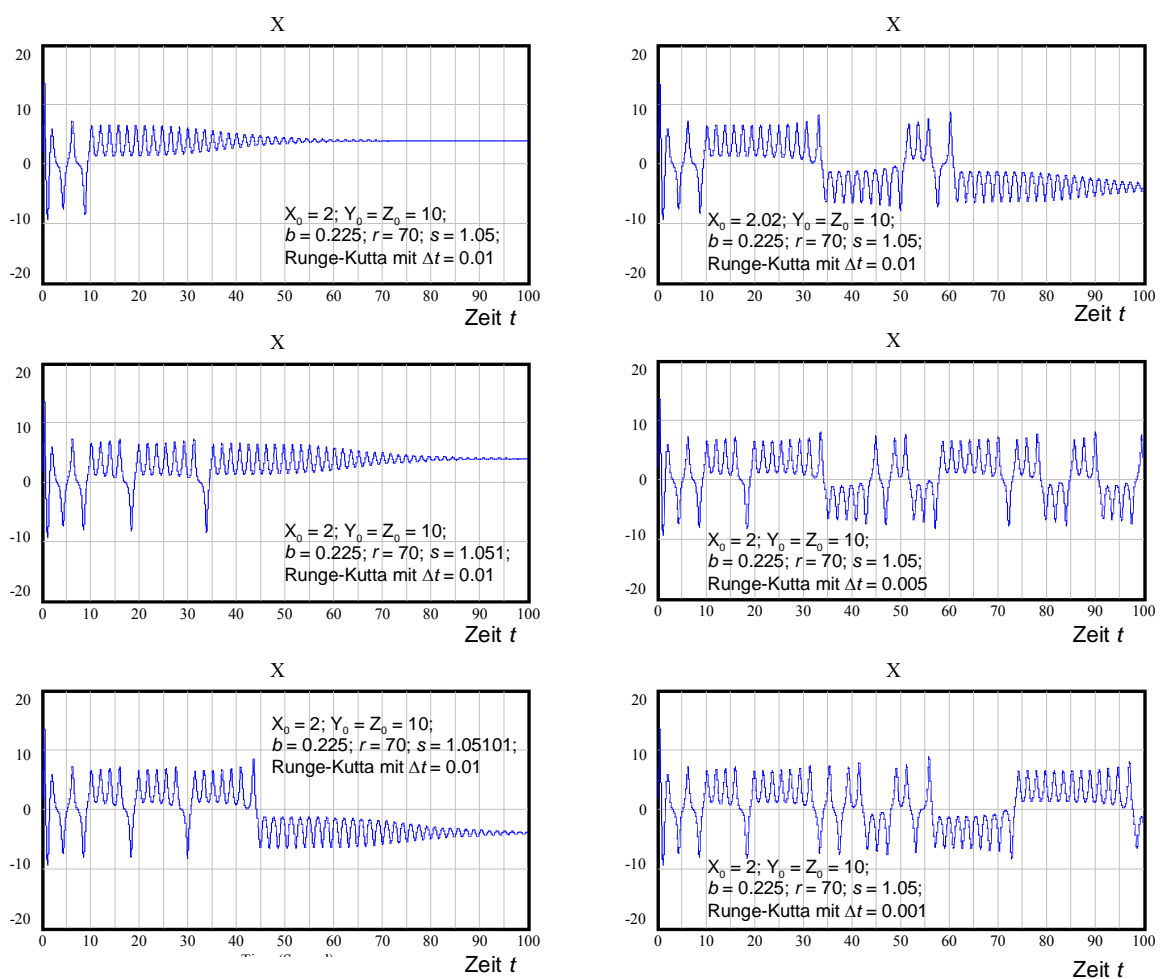 X
20
10
0
-10
-20
X₀ = 2; Y₀ = Z₀ = 10;
b = 0.225; r = 70; s = 1.05;
Runge-Kutta mit Δt = 0.01
0 10 20 30 40 50 60 70 80 90 100
Zeit t
X
20
10
0
-10
-20
X₀ = 2.02; Y₀ = Z₀ = 10;
b = 0.225; r = 70; s = 1.05;
Runge-Kutta mit Δt = 0.01
0 10 20 30 40 50 60 70 80 90 100
Zeit t
X
20
10
0
-10
-20
X₀ = 2; Y₀ = Z₀ = 10;
b = 0.225; r = 70; s = 1.051;
Runge-Kutta mit Δt = 0.01
0 10 20 30 40 50 60 70 80 90 100
Zeit t
X
20
10
0
-10
-20
X₀ = 2; Y₀ = Z₀ = 10;
b = 0.225; r = 70; s = 1.05;
Runge-Kutta mit Δt = 0.005
0 10 20 30 40 50 60 70 80 90 100
Zeit t
X
20
10
0
-10
-20
X₀ = 2; Y₀ = Z₀ = 10;
b = 0.225; r = 70; s = 1.05101;
Runge-Kutta mit Δt = 0.01
0 10 20 30 40 50 60 70 80 90 100
Zeit t
X
20
10
0
-10
-20
X₀ = 2; Y₀ = Z₀ = 10;
b = 0.225; r = 70; s = 1.05;
Runge-Kutta mit Δt = 0.001
0 10 20 30 40 50 60 70 80 90 100
Zeit t